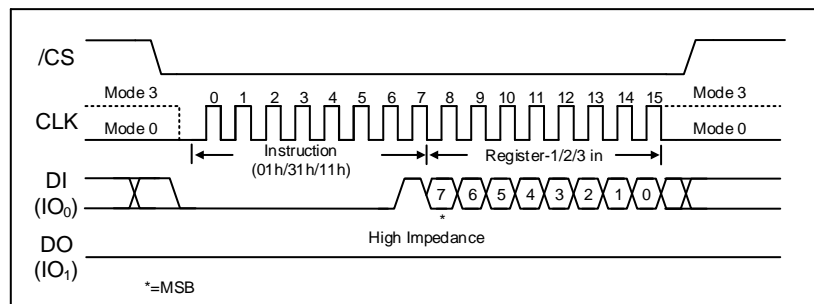 /CS
Mode 3 0 1 2 3 4 5 6 7 8 9 10 11 12 13 14 15 Mode 3
CLK
Mode 0 Mode 0
Instruction Register-1/2/3 in
(01h/31h/11h)
DI
(IO0) 7 6 5 4 3 2 1 0
*
High Impedance
DO
(IO1)
*=MSB